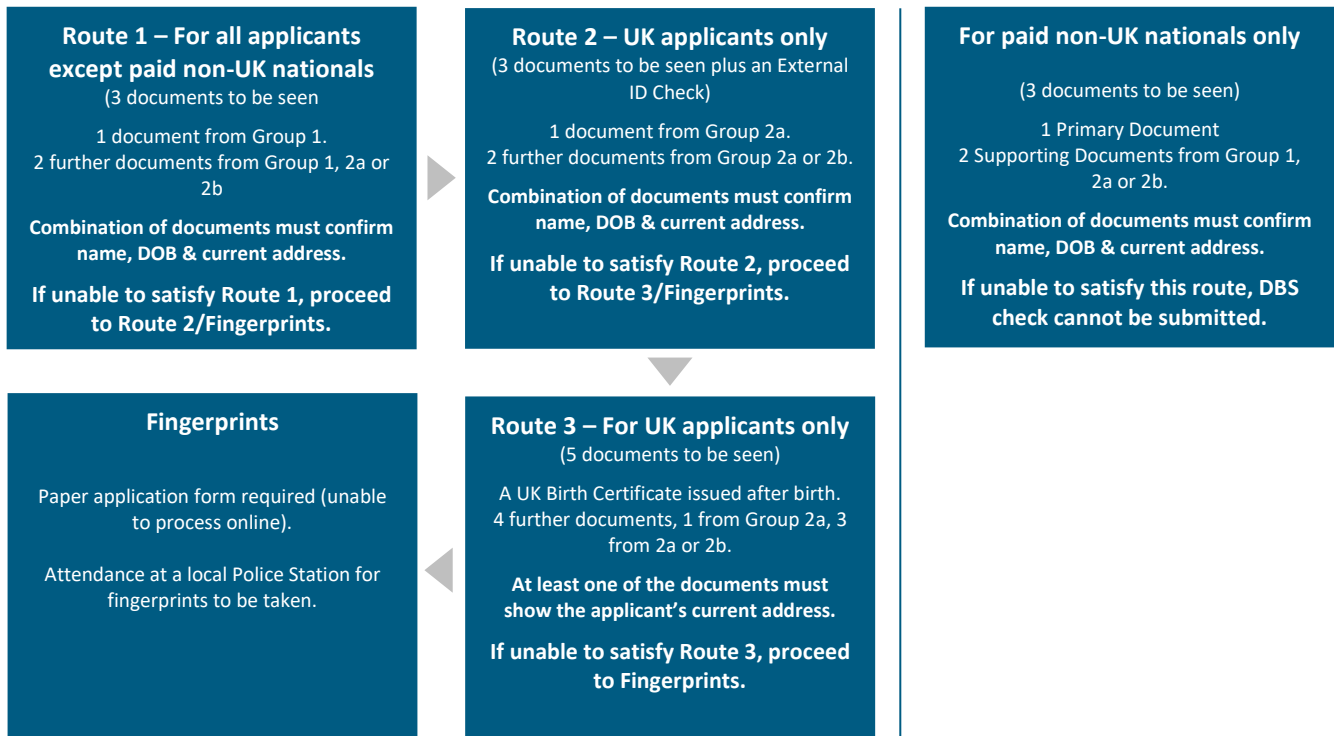 Route 1 – For all applicants
except paid non-UK nationals
(3 documents to be seen
1 document from Group 1.
2 further documents from Group 1, 2a or
2b
Combination of documents must confirm
name, DOB & current address.
If unable to satisfy Route 1, proceed
to Route 2/Fingerprints.
Route 2 – UK applicants only
(3 documents to be seen plus an External
ID Check)
1 document from Group 2a.
2 further documents from Group 2a or 2b.
Combination of documents must confirm
name, DOB & current address.
If unable to satisfy Route 2, proceed
to Route 3/Fingerprints.
For paid non-UK nationals only
(3 documents to be seen)
1 Primary Document
2 Supporting Documents from Group 1,
2a or 2b.
Combination of documents must confirm
name, DOB & current address.
If unable to satisfy this route, DBS
check cannot be submitted.
Route 3 – For UK applicants only
(5 documents to be seen)
A UK Birth Certificate issued after birth.
4 further documents, 1 from Group 2a, 3
from 2a or 2b.
At least one of the documents must
show the applicant’s current address.
If unable to satisfy Route 3, proceed
to Fingerprints.
Fingerprints
Paper application form required (unable
to process online).
Attendance at a local Police Station for
fingerprints to be taken.